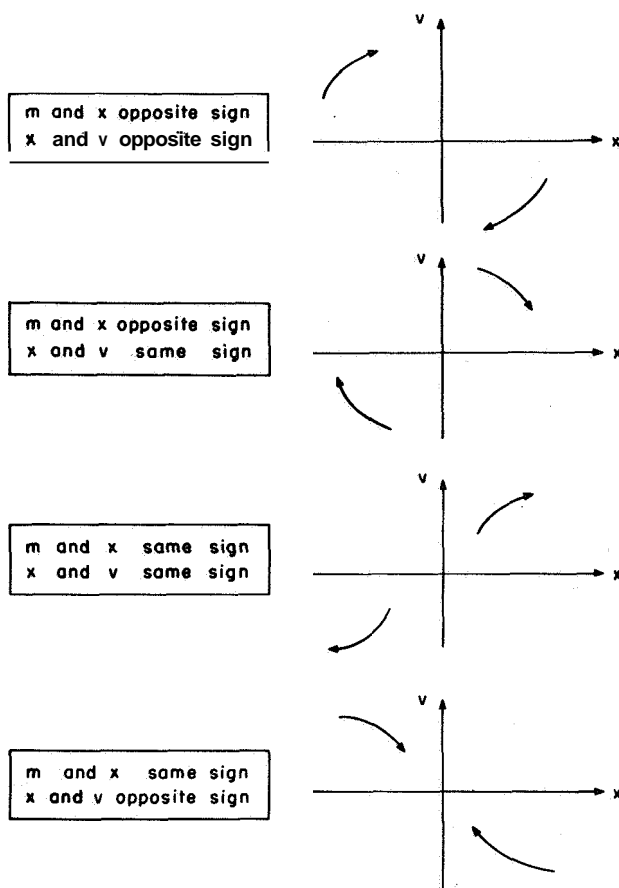 v
m and x opposite sign
x and v opposite sign
x
v
m and x opposite sign
x and v same sign
x
v
m and x same sign
x and v same sign
x
v
m and x same sign
x and v opposite sign
x